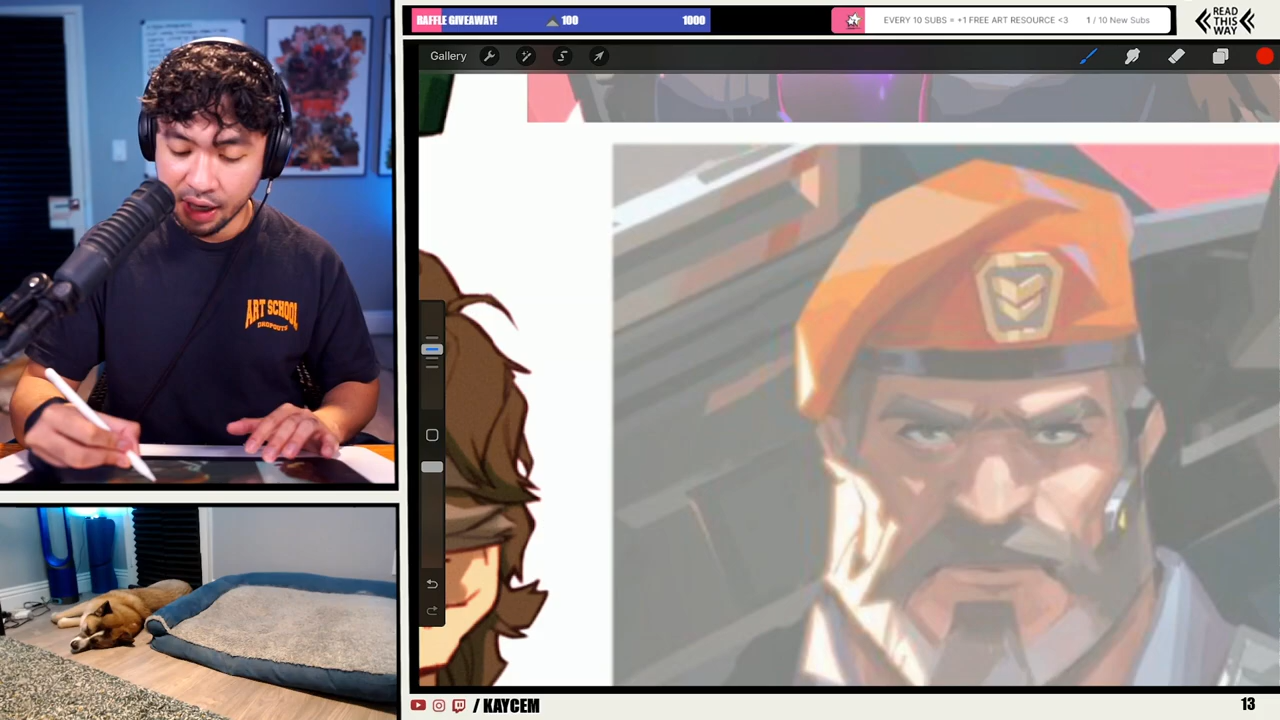 RAFFLE GIVEAWAY!
100
1000
EVERY 10 SUBS = +1 FREE ART RESOURCE <3
1 / 10 New Subs
READ
THIS
WAY
Gallery
ART SCHOOL
DROPOUTS
/ KAYCEM
13